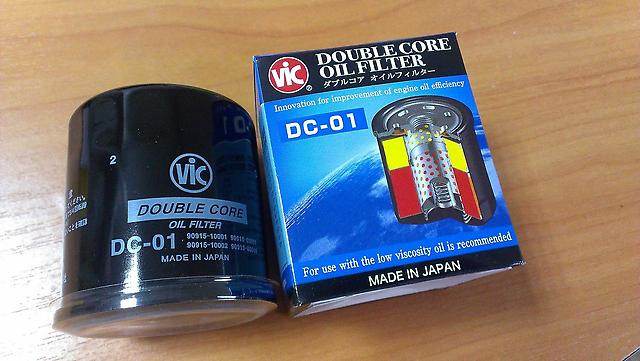 2
VIC
DOUBLE CORE
OIL FILTER
DC-01
90915-10001
90915-10002
MADE IN JAPAN
VIC®
DOUBLE CORE
OIL FILTER
ダブルコア オイルフィルター
Innovation for improvement of engine oil efficiency
DC-01
For use with the low viscosity oil is recommended
MADE IN JAPAN